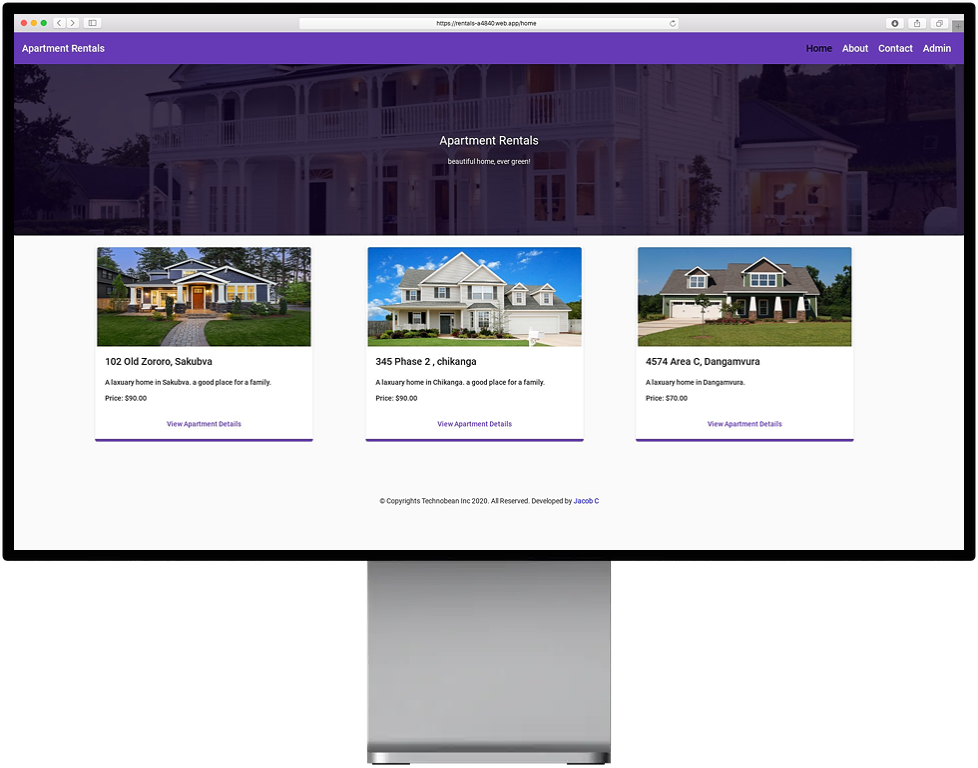 https://rentals-a4840.web.app/home
Apartment Rentals
Home About Contact Admin
Apartment Rentals
beautiful home, ever green!
102 Old Zororo, Sakubva
A laxuary home in Sakubva. a good place for a family.
Price: $90.00
View Apartment Details
345 Phase 2 , chikanga
A laxuary home in Chikanga. a good place for a family.
Price: $90.00
View Apartment Details
4574 Area C, Dangamvura
A laxuary home in Dangamvura.
Price: $70.00
View Apartment Details
© Copyrights Technobean Inc 2020. All Reserved. Developed by Jacob C